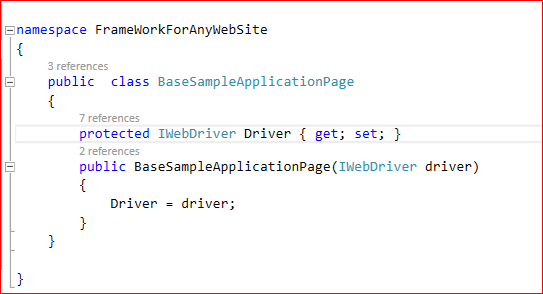 namespace FrameWorkForAnyWebSite
{
3 references
public  class BaseSampleApplicationPage
{
7 references
protected IWebDriver Driver { get; set; }
2 references
public BaseSampleApplicationPage(IWebDriver driver)
{
Driver = driver;
}
}
}